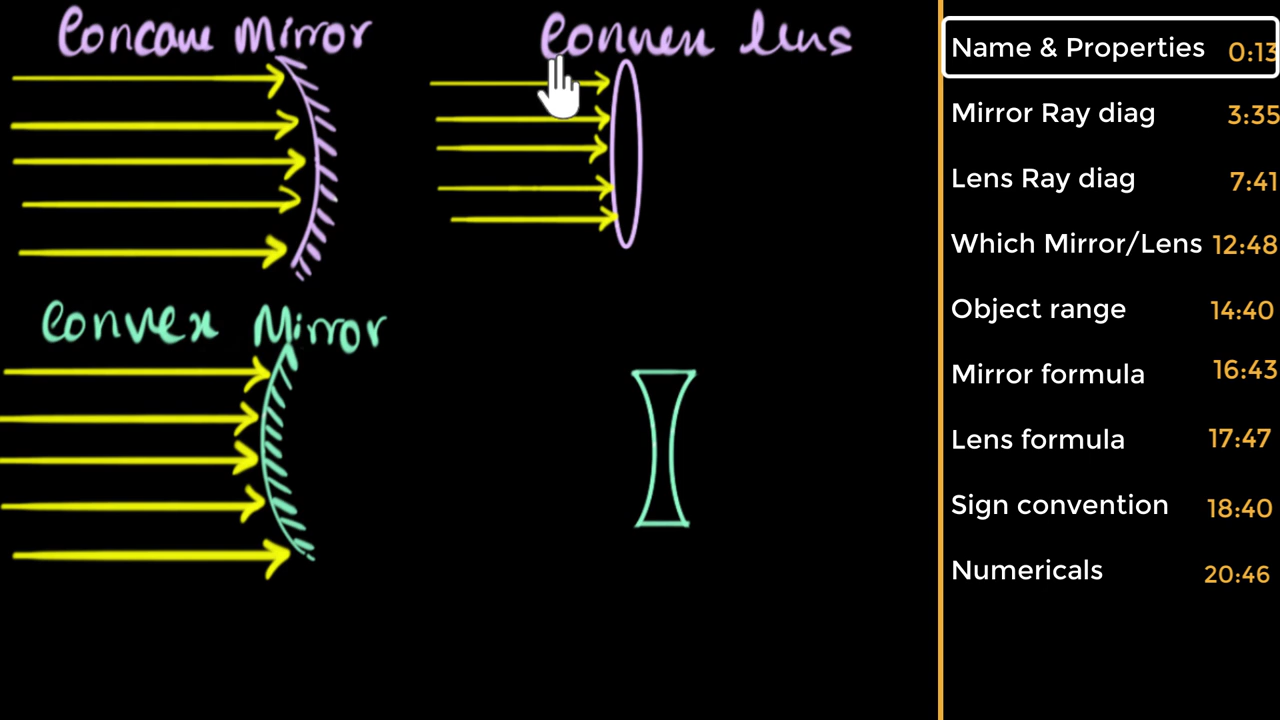 Concave Mirror
Convex lens
Convex Mirror
Name & Properties 0:13
Mirror Ray diag 3:35
Lens Ray diag 7:41
Which Mirror/Lens 12:48
Object range 14:40
Mirror formula 16:43
Lens formula 17:47
Sign convention 18:40
Numericals 20:46